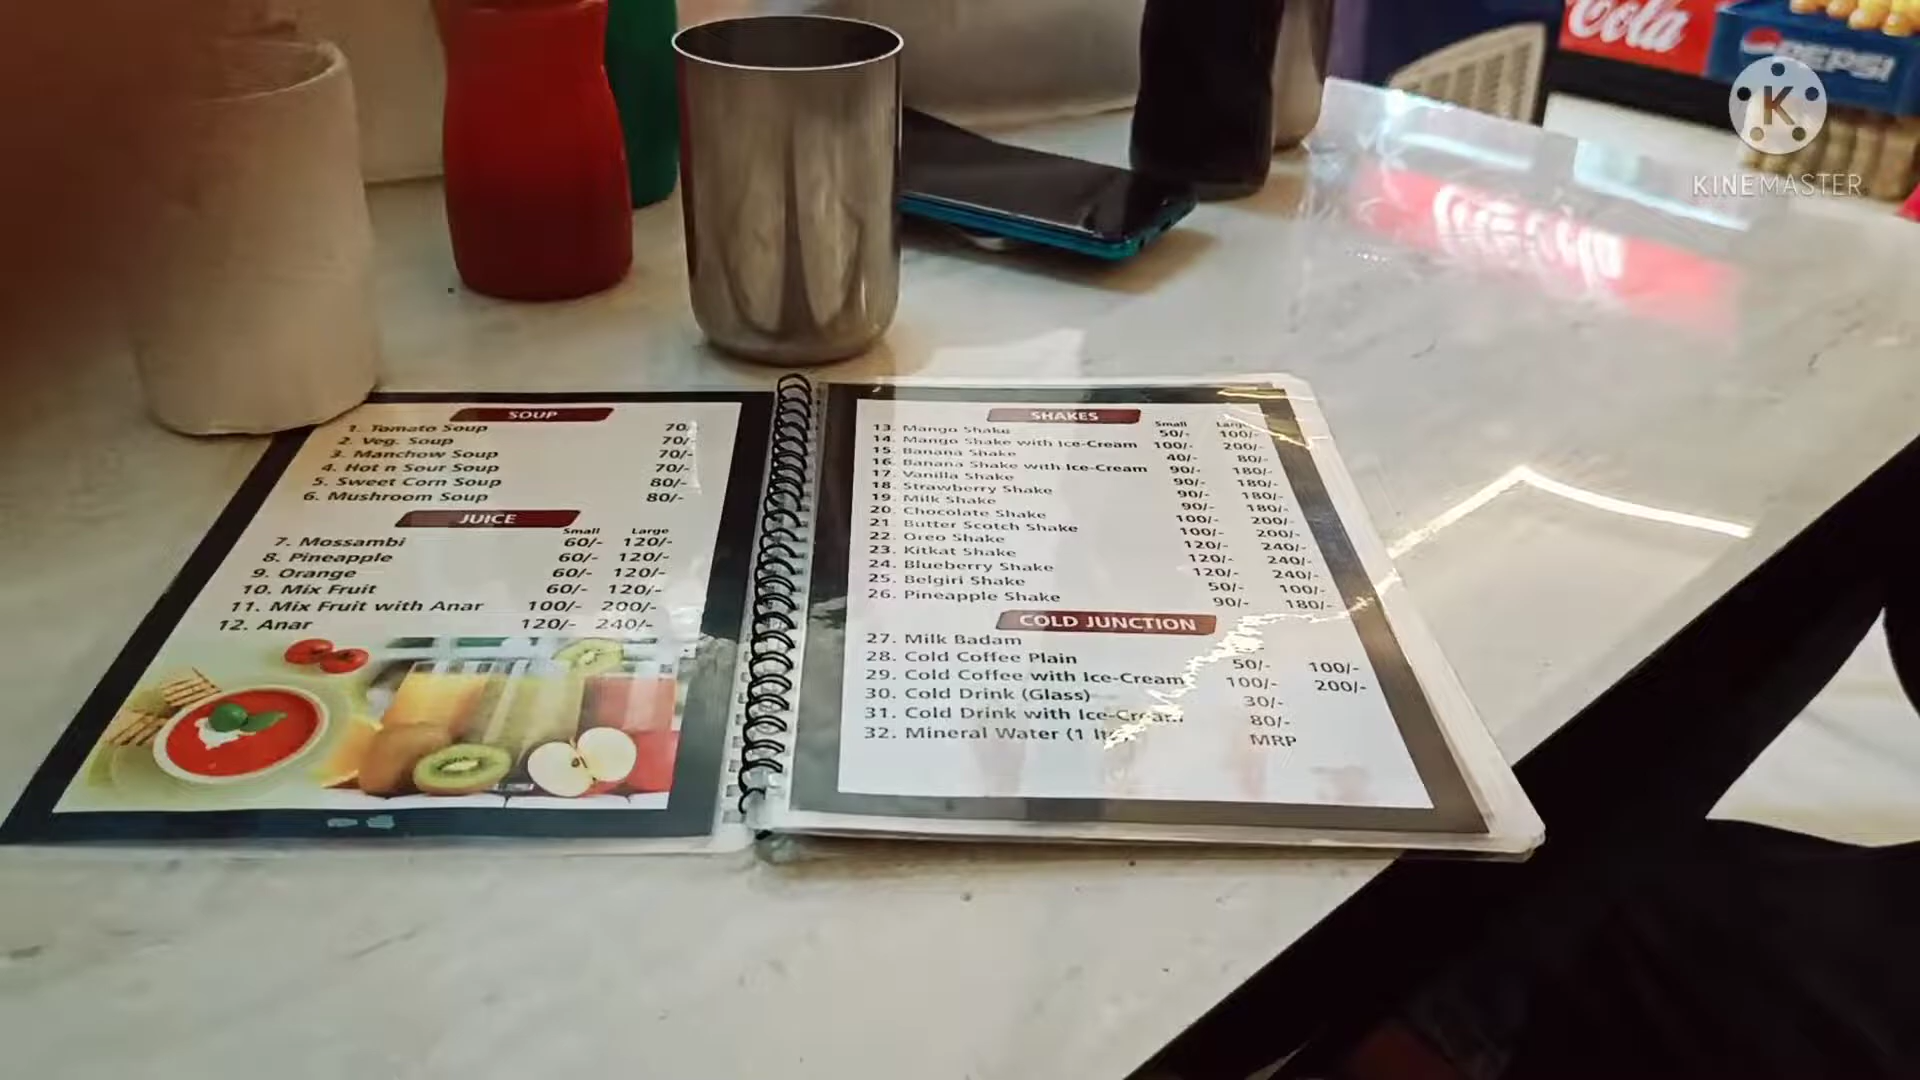 Cola
PEPSI
K
KINEMASTER
SOUP
1. Tomato Soup 70/
2. Veg. Soup 70/-
3. Manchow Soup 70/-
4. Hot n Sour Soup 70/-
5. Sweet Corn Soup 80/-
6. Mushroom Soup 80/-
JUICE
Small Large
7. Mossambi 60/- 120/-
8. Pineapple 60/- 120/-
9. Orange 60/- 120/-
10. Mix Fruit 60/- 120/-
11. Mix Fruit with Anar 100/- 200/-
12. Anar 120/- 240/-
SHAKES
Small Large
13. Mango Shake 50/- 100/-
14. Mango Shake with Ice-Cream 100/- 200/-
15. Banana Shake 40/- 80/-
16. Banana Shake with Ice-Cream 90/- 180/-
17. Vanilla Shake 90/- 180/-
18. Strawberry Shake 90/- 180/-
19. Milk Shake 90/- 180/-
20. Chocolate Shake 100/- 200/-
21. Butter Scotch Shake 100/- 200/-
22. Oreo Shake 120/- 240/-
23. Kitkat Shake 120/- 240/-
24. Blueberry Shake 120/- 240/-
25. Belgiri Shake 50/- 100/-
26. Pineapple Shake 90/- 180/-
COLD JUNCTION
27. Milk Badam
28. Cold Coffee Plain 50/- 100/-
29. Cold Coffee with Ice-Cream 100/- 200/-
30. Cold Drink (Glass) 30/-
31. Cold Drink with Ice-Cream 80/-
32. Mineral Water (1 MRP